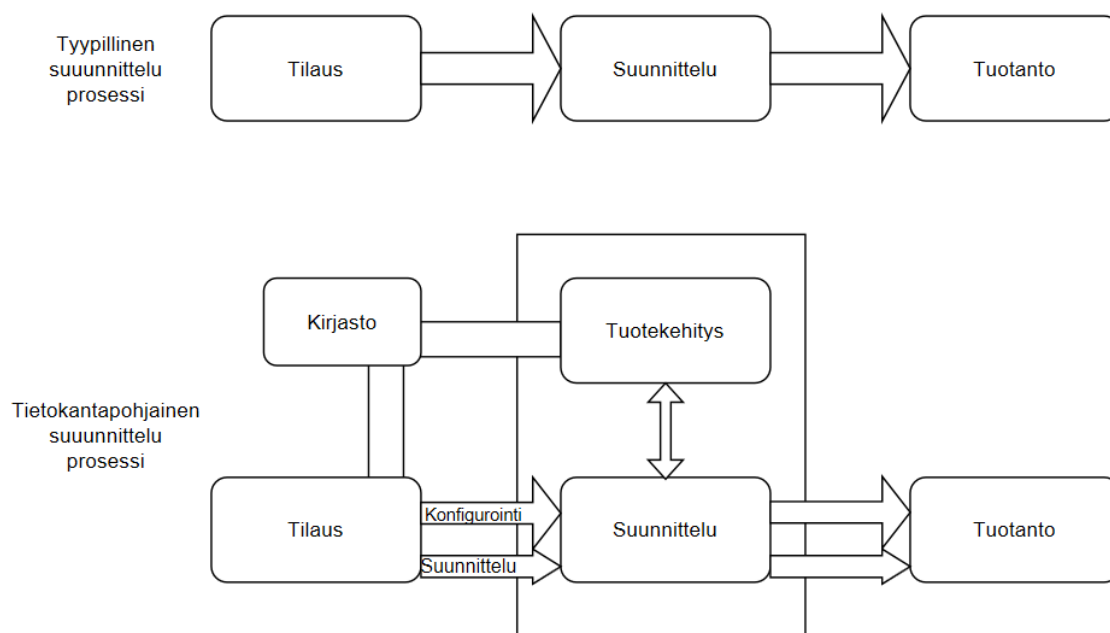 Tyypillinen
suuunnittelu
prosessi
Tilaus
Suunnittelu
Tuotanto
Kirjasto
Tuotekehitys
Tietokantapohjainen
suuunnittelu
prosessi
Tilaus
Konfigurointi
Suunnittelu
Suunnittelu
Tuotanto